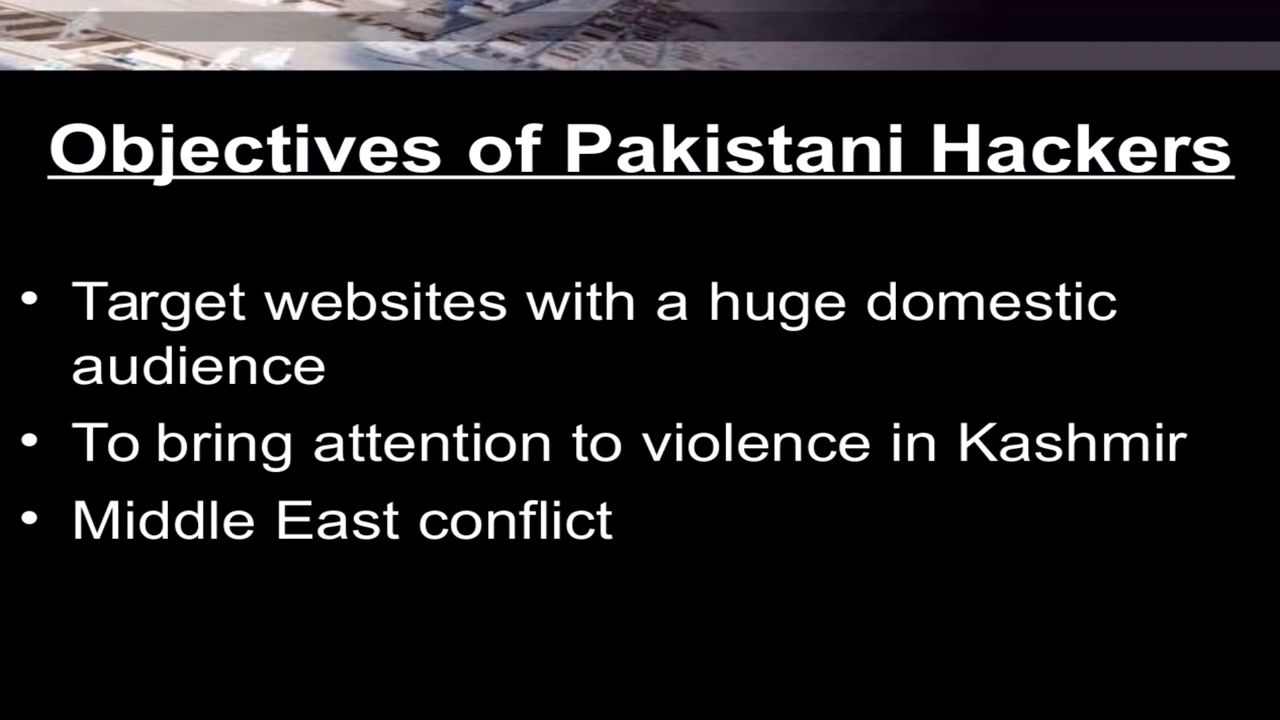 Objectives of Pakistani Hackers
• Target websites with a huge domestic
audience
• To bring attention to violence in Kashmir
• Middle East conflict